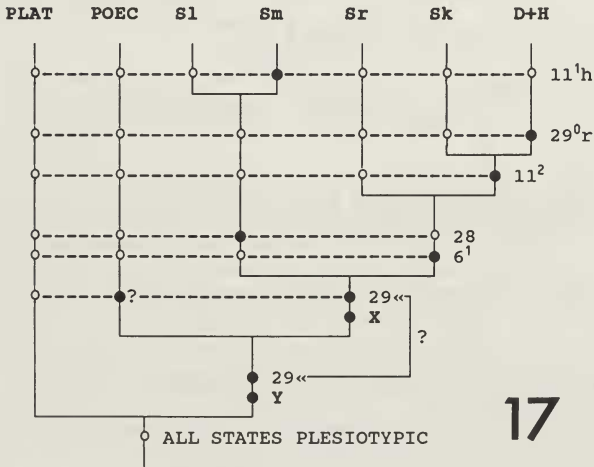 PLAT POEC Sl Sm Sr Sk D+H
11¹h
29⁰r
11²
28
6¹
? 29«
X
?
29«
Y
ALL STATES PLESIOTYPIC
17